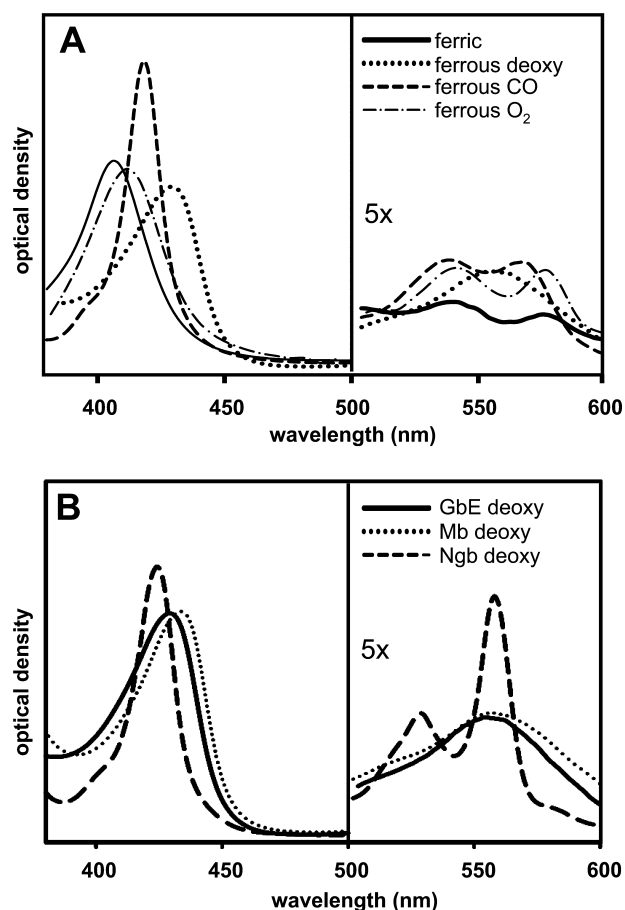 A
ferric
ferrous deoxy
ferrous CO
ferrous O₂
5x
optical density
400 450 500 550 600
wavelength (nm)
B
GbE deoxy
Mb deoxy
Ngb deoxy
5x
optical density
400 450 500 550 600
wavelength (nm)